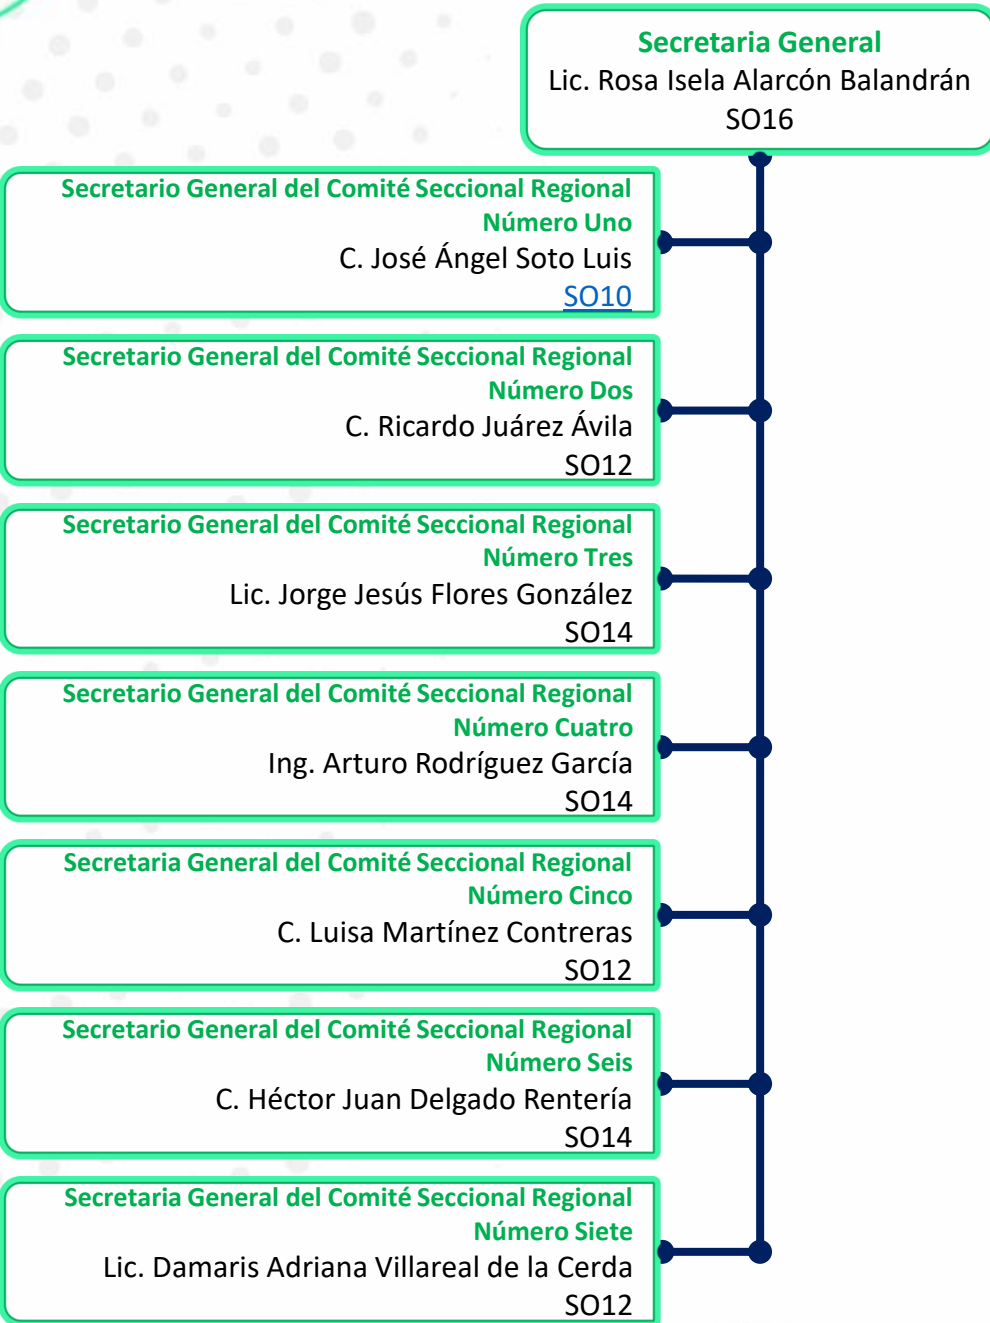 Secretaria General
Lic. Rosa Isela Alarcón Balandrán
SO16
Secretario General del Comité Seccional Regional
Número Uno
C. José Ángel Soto Luis
SO10
Secretario General del Comité Seccional Regional
Número Dos
C. Ricardo Juárez Ávila
SO12
Secretario General del Comité Seccional Regional
Número Tres
Lic. Jorge Jesús Flores González
SO14
Secretario General del Comité Seccional Regional
Número Cuatro
Ing. Arturo Rodríguez García
SO14
Secretaria General del Comité Seccional Regional
Número Cinco
C. Luisa Martínez Contreras
SO12
Secretario General del Comité Seccional Regional
Número Seis
C. Héctor Juan Delgado Rentería
SO14
Secretaria General del Comité Seccional Regional
Número Siete
Lic. Damaris Adriana Villareal de la Cerda
SO12